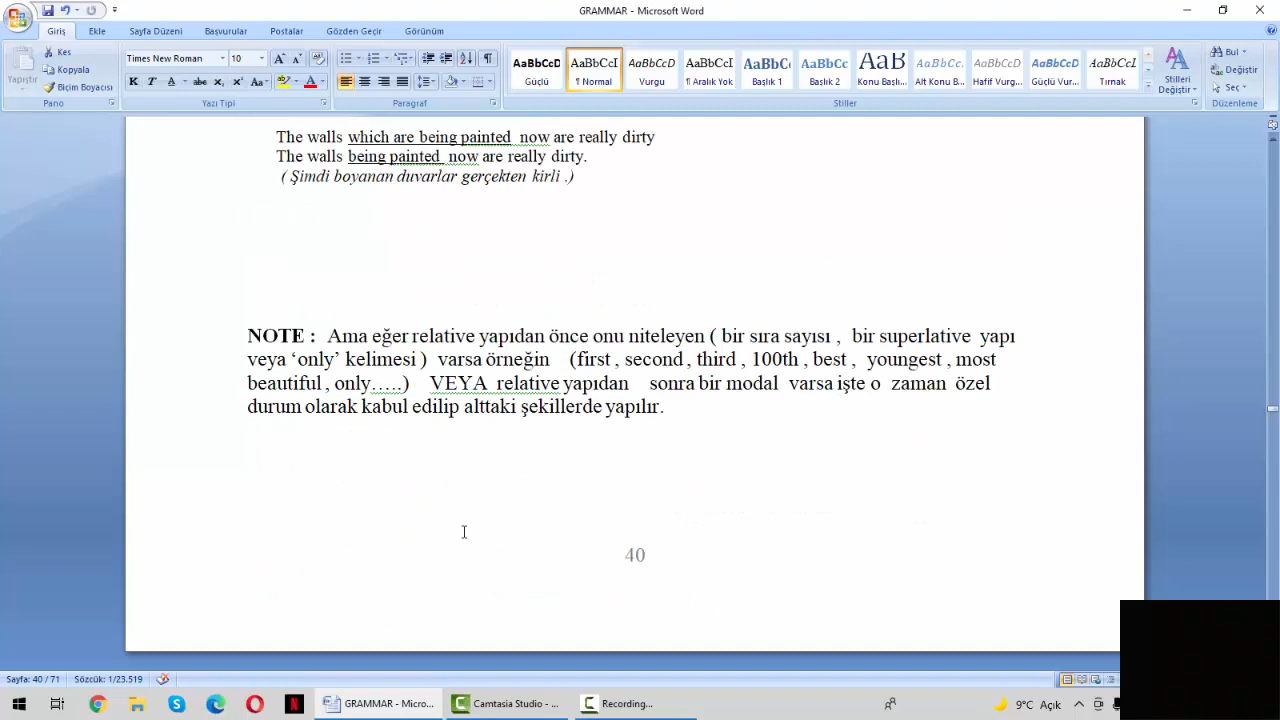 GRAMMAR - Microsoft Word
Giriş Ekle Sayfa Düzeni Başvurular Postalar Gözden Geçir Görünüm
Yapıştır
Kes
Kopyala
Biçim Boyacısı
Pano
Times New Roman 10
K T A abc x₂ x² Aa A
Yazı Tipi
Paragraf
AaBbCcD AaBbCcI AaBbCcD AaBbCcI AaBbC AaBbCc AaB AaBbCc. AaBbCcD AaBbCcD AaBbCcI
Güçlü ¶ Normal Vurgu ¶ Aralık Yok Başlık 1 Başlık 2 Konu Başlı... Alt Konu B... Hafif Vurg... Güçlü Vur... Tırnak
Stilleri Değiştir
Stiller
Bul
Değiştir
Seç
Düzenleme
The walls which are being painted now are really dirty
The walls being painted now are really dirty.
( Şimdi boyanan duvarlar gerçekten kirli .)
NOTE : Ama eğer relative yapıdan önce onu niteleyen ( bir sıra sayısı , bir superlative yapı
veya ‘only’ kelimesi ) varsa örneğin (first , second , third , 100th , best , youngest , most
beautiful , only…..) VEYA relative yapıdan sonra bir modal varsa işte o zaman özel
durum olarak kabul edilip alttaki şekillerde yapılır.
40
Sayfa: 40 / 71 Sözcük: 1/23.519
GRAMMAR - Micro... Camtasia Studio - ... Recording... 9°C Açık